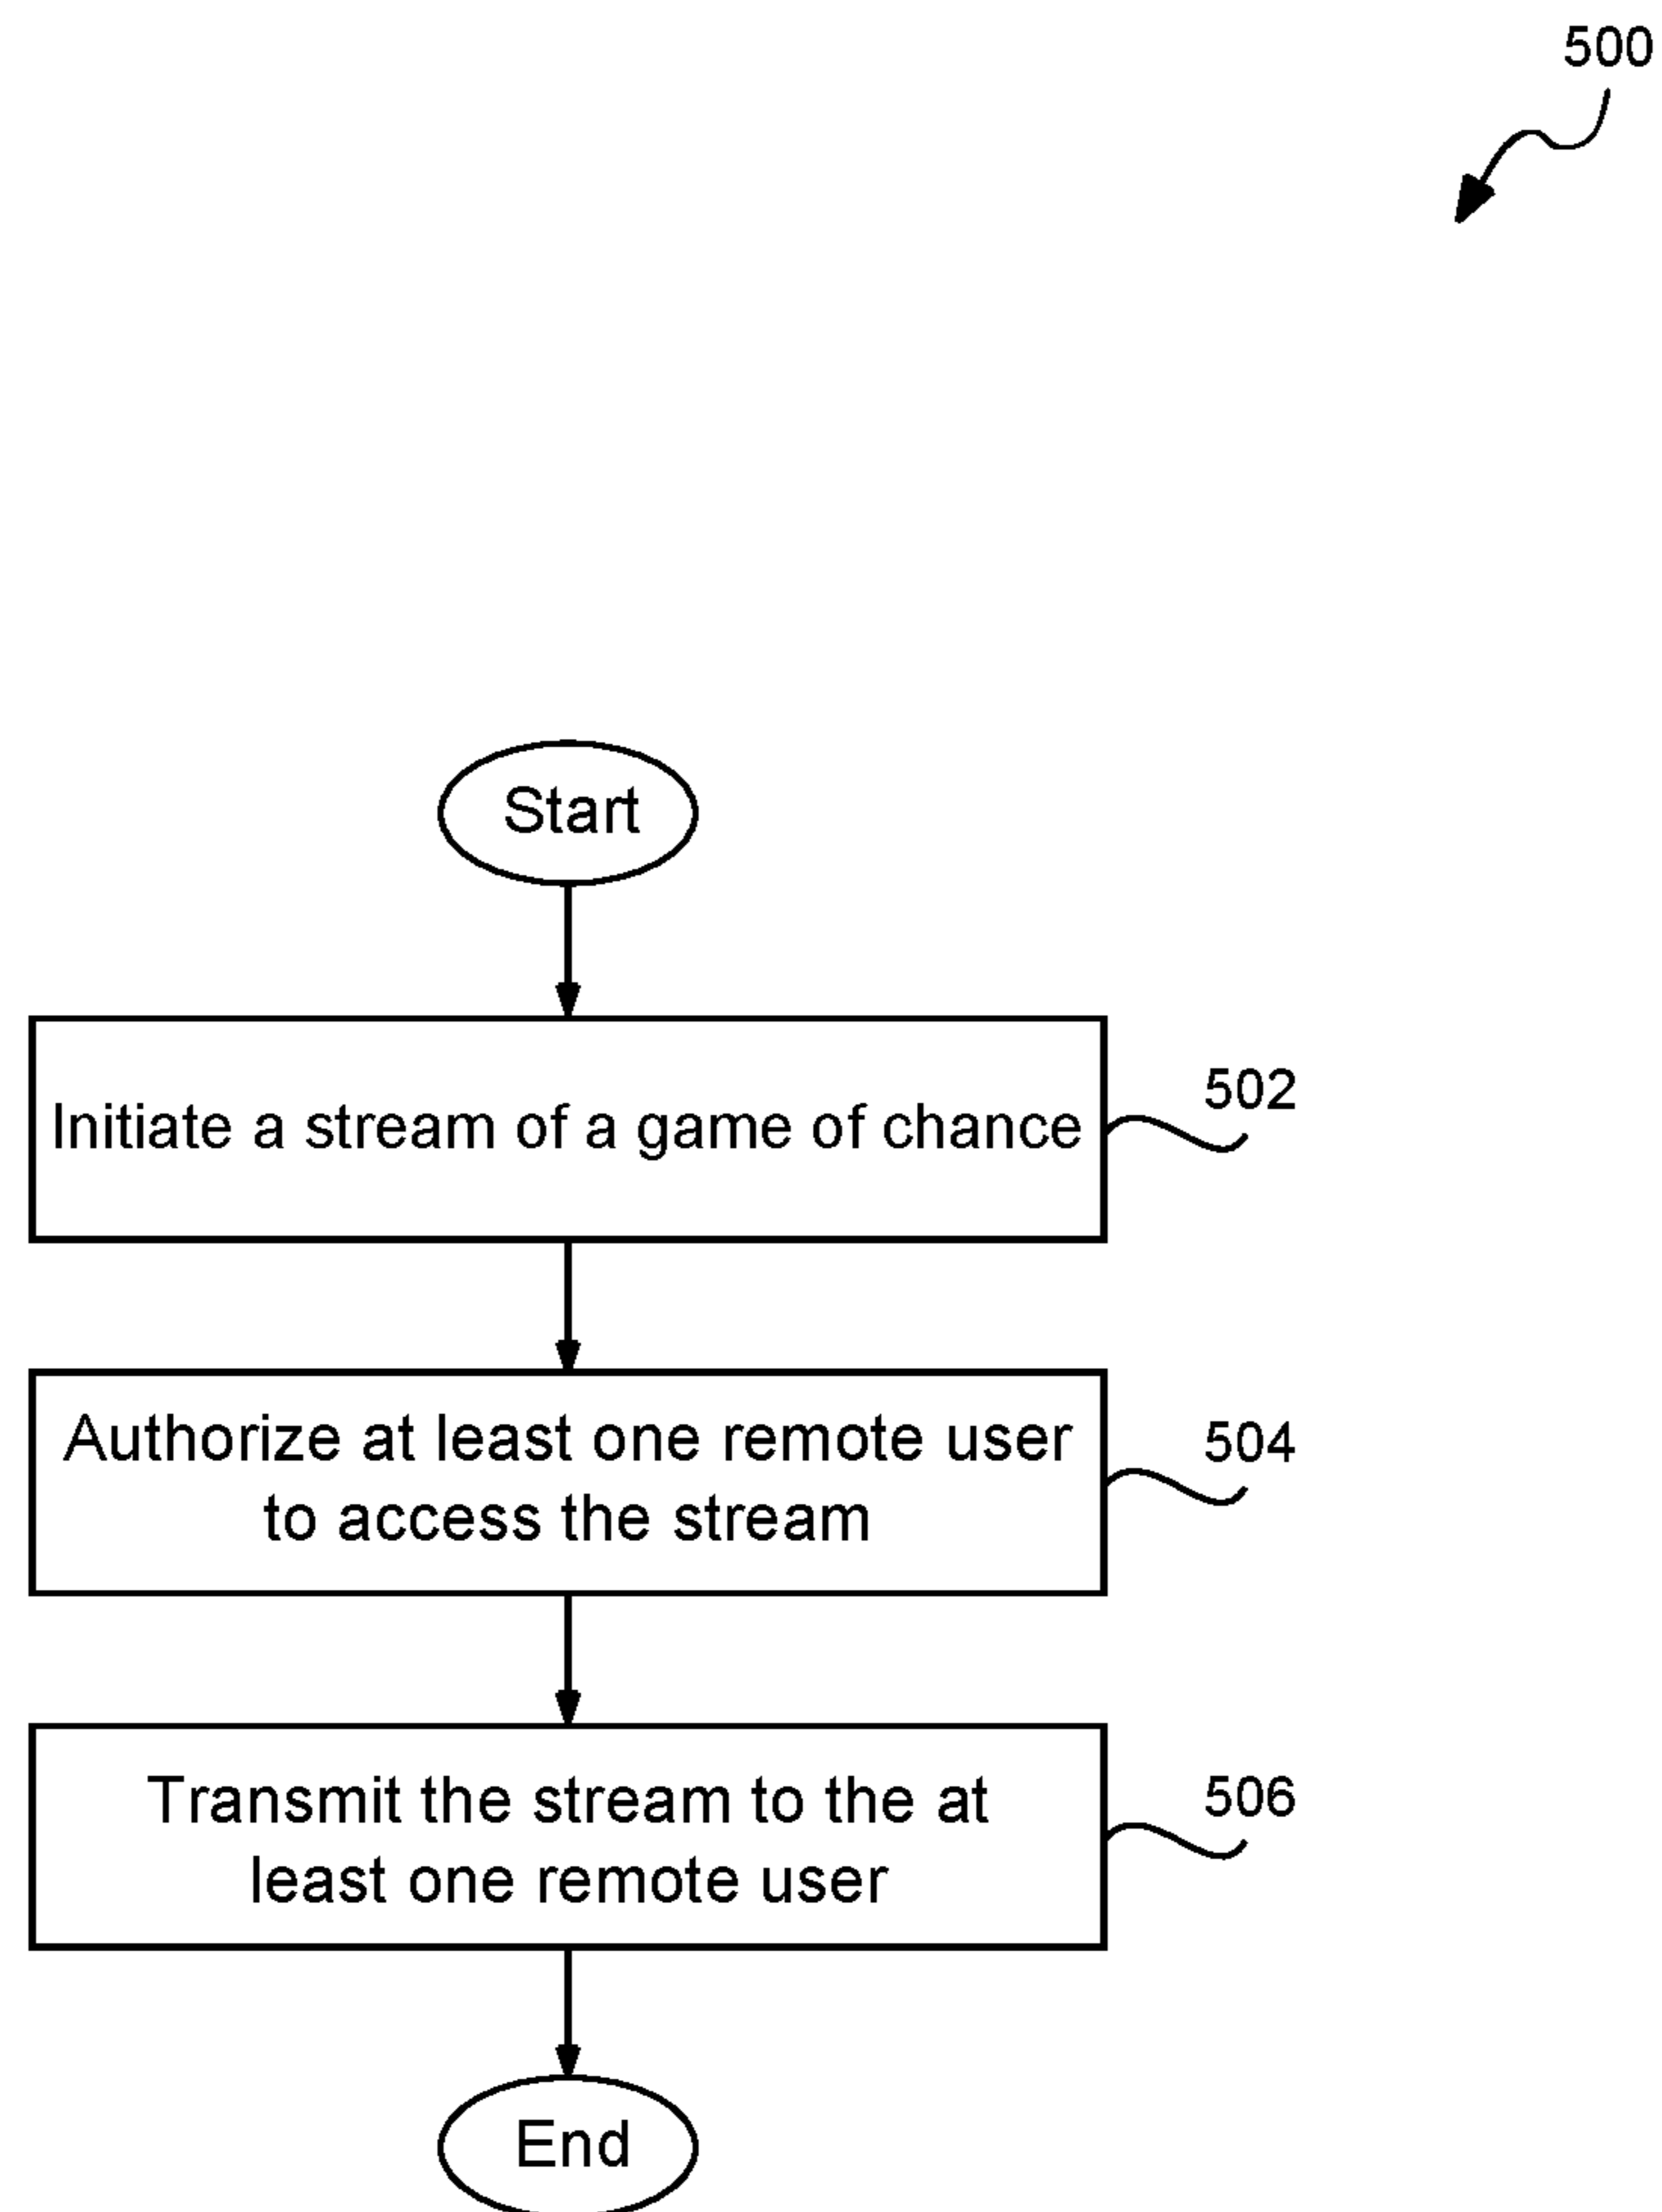 500
Start
Initiate a stream of a game of chance
502
Authorize at least one remote user
to access the stream
504
Transmit the stream to the at
least one remote user
506
End